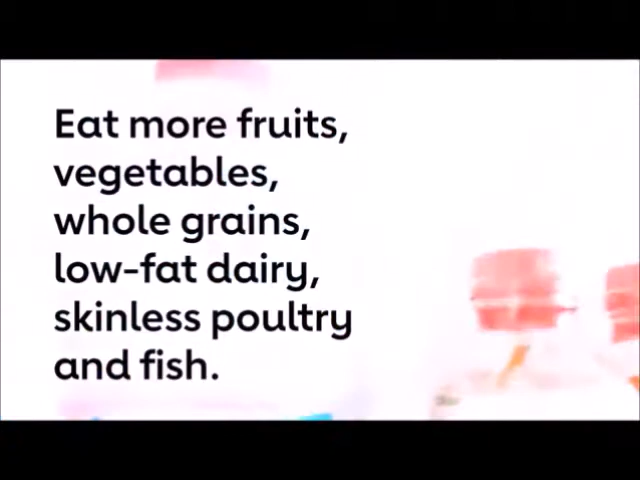 Eat more fruits,
vegetables,
whole grains,
low-fat dairy,
skinless poultry
and fish.